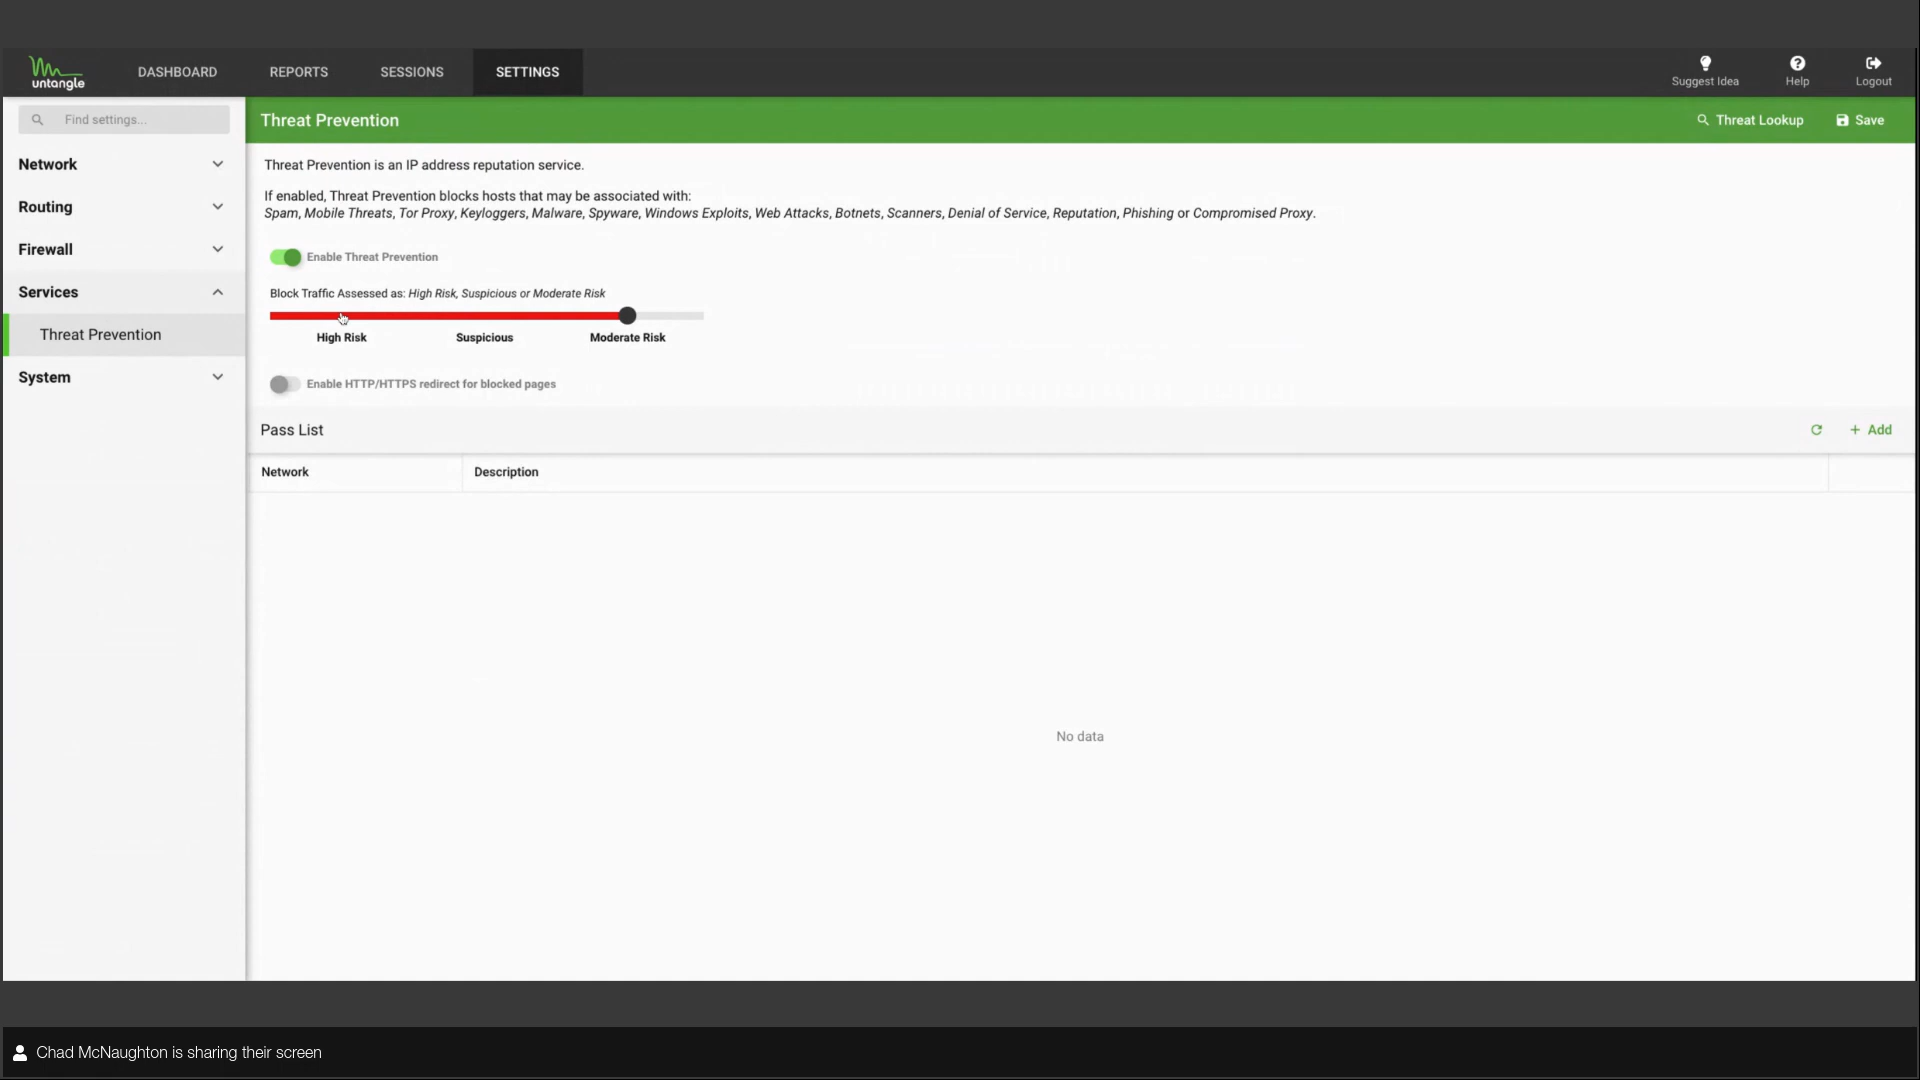 untangle
DASHBOARD
REPORTS
SESSIONS
SETTINGS
Suggest Idea
Help
Logout
Find settings...
Threat Prevention
Threat Lookup
Save
Network
Routing
Firewall
Services
Threat Prevention
System
Threat Prevention is an IP address reputation service.
If enabled, Threat Prevention blocks hosts that may be associated with:
Spam, Mobile Threats, Tor Proxy, Keyloggers, Malware, Spyware, Windows Exploits, Web Attacks, Botnets, Scanners, Denial of Service, Reputation, Phishing or Compromised Proxy.
Enable Threat Prevention
Block Traffic Assessed as: High Risk, Suspicious or Moderate Risk
High Risk
Suspicious
Moderate Risk
Enable HTTP/HTTPS redirect for blocked pages
Pass List
+ Add
Network
Description
No data
Chad McNaughton is sharing their screen